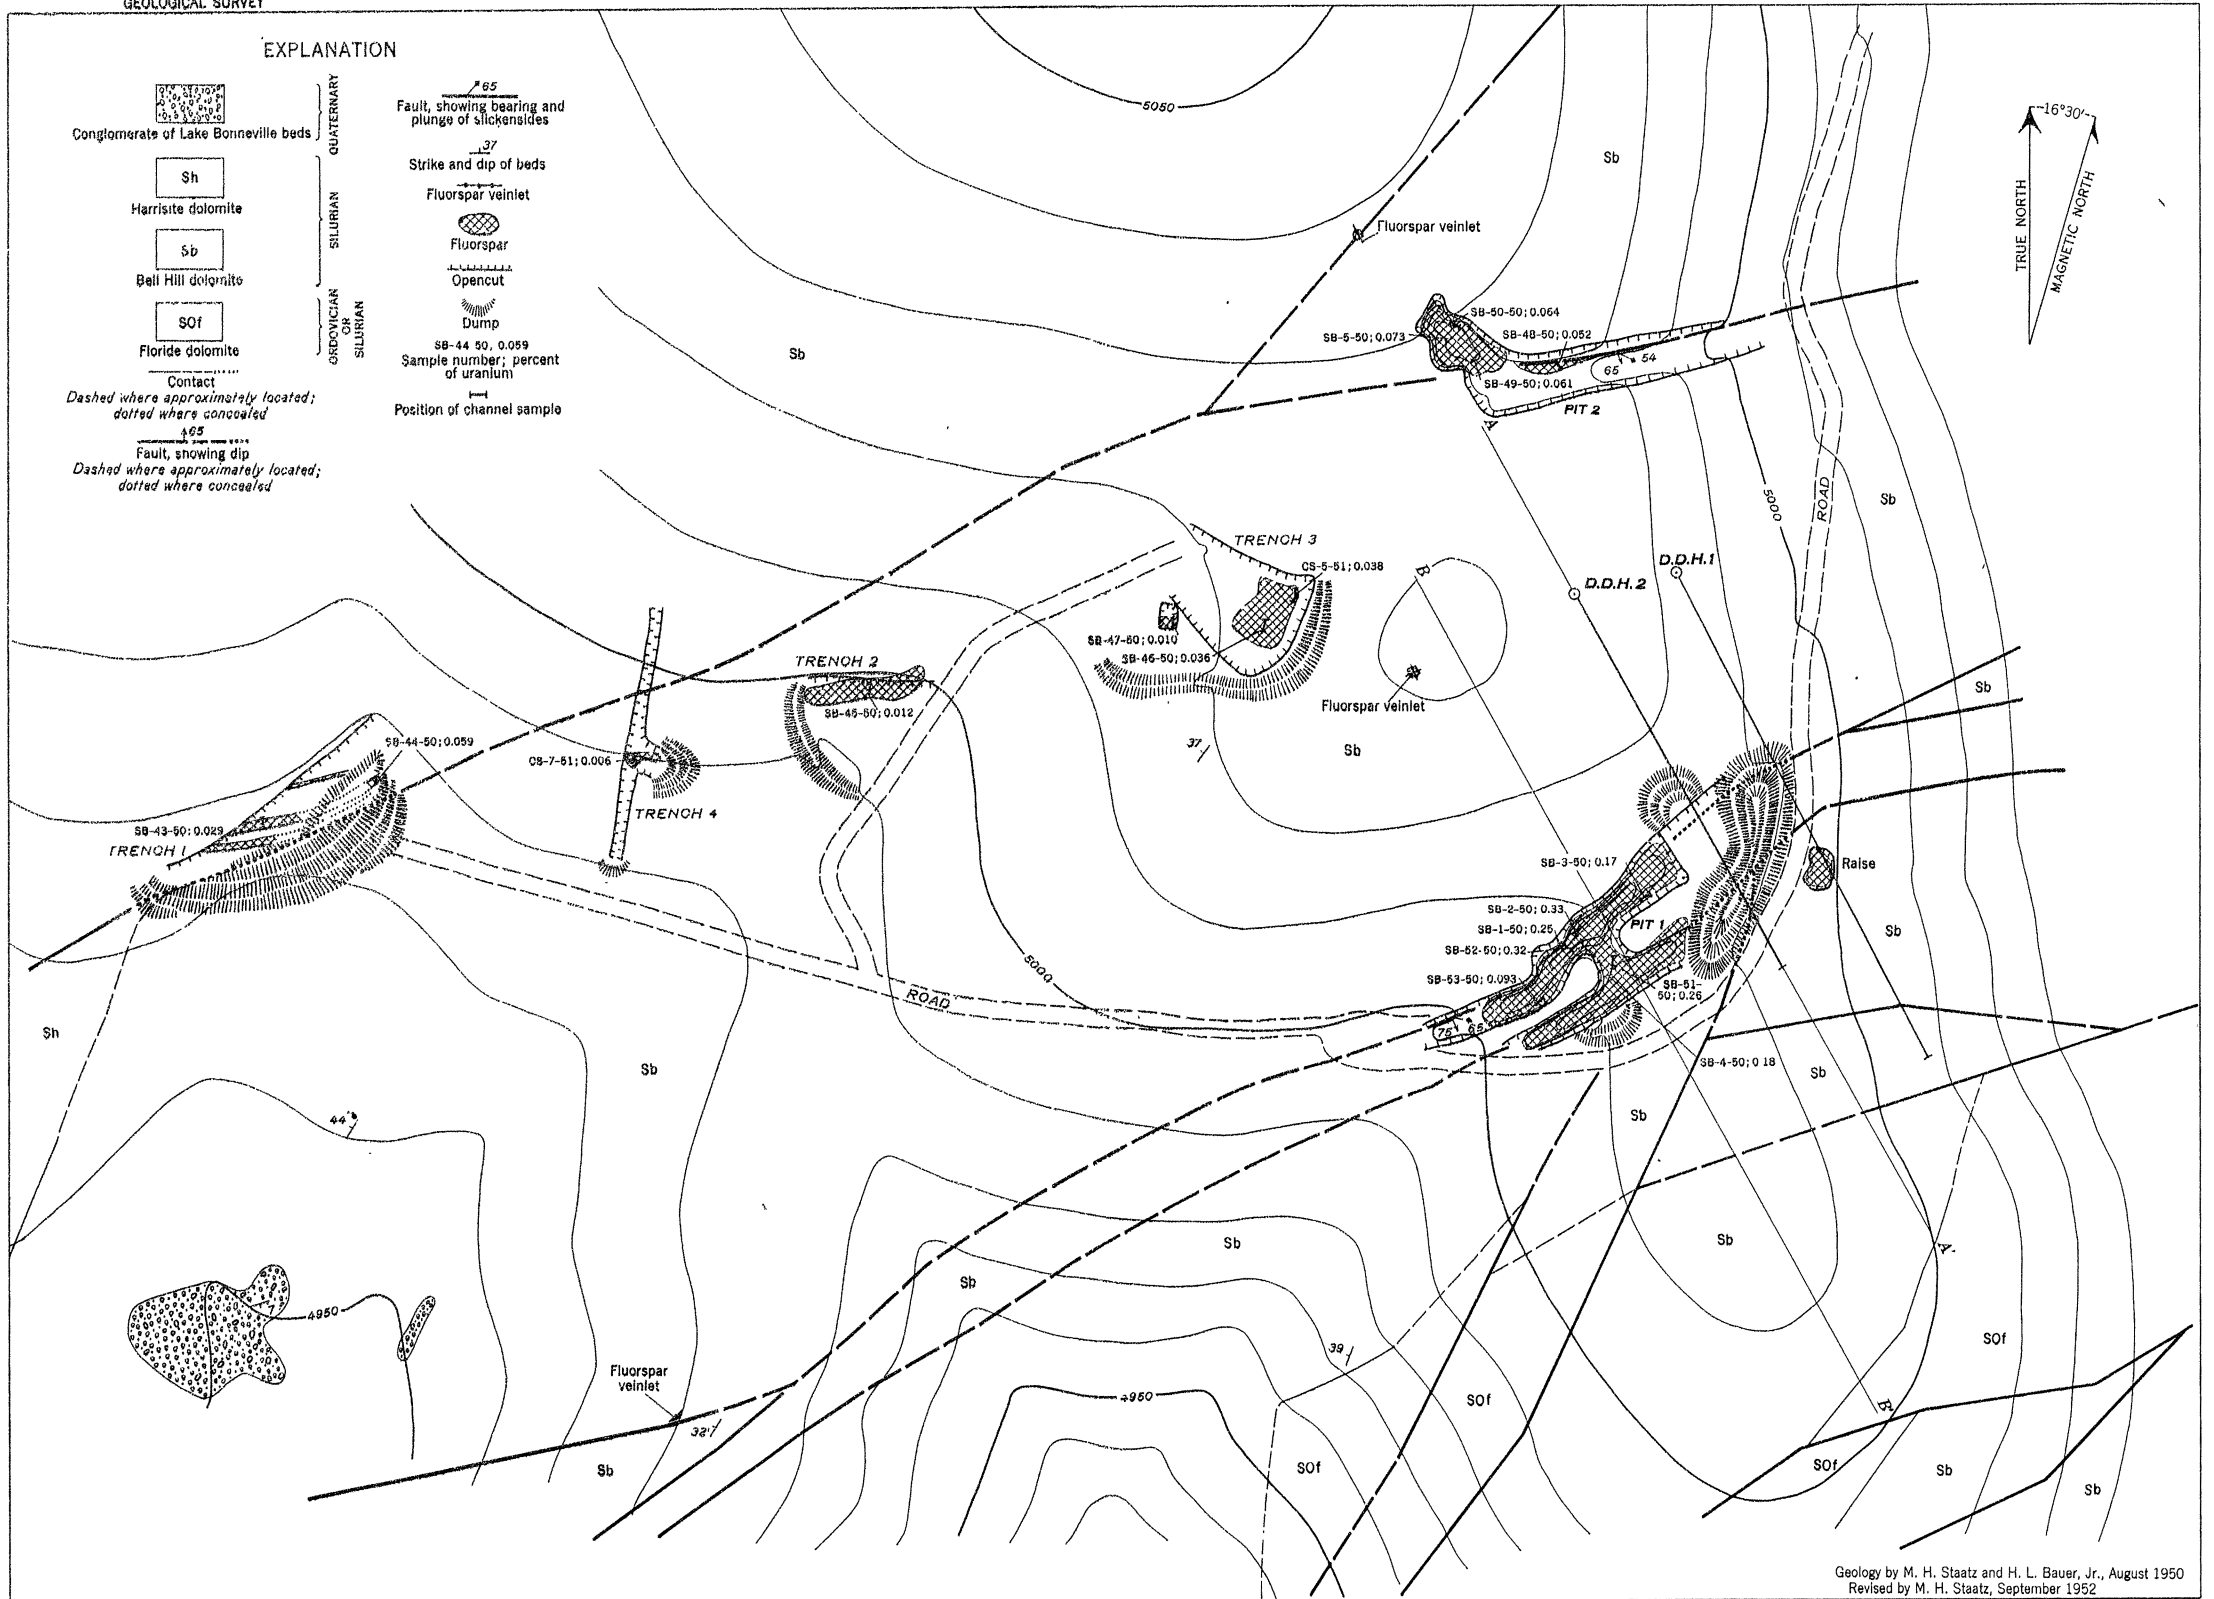 GEOLOGICAL SURVEY
EXPLANATION
Conglomerate of Lake Bonneville beds
QUATERNARY
Sh
Harrisite dolomite
Sb
Bell Hill dolomite
SILURIAN
SOf
Floride dolomite
ORDOVICIAN
OR
SILURIAN
Contact
Dashed where approximately located;
dotted where concealed
65
Fault, showing dip
Dashed where approximately located;
dotted where concealed
65
Fault, showing bearing and
plunge of slickensides
37
Strike and dip of beds
Fluorspar veinlet
Fluorspar
Opencut
Dump
SB-44 50, 0.059
Sample number; percent
of uranium
Position of channel sample
5050
Sb
16°30'
TRUE NORTH
MAGNETIC NORTH
Fluorspar veinlet
SB-50-50; 0.064
SB-5-50; 0.073
SB-48-50; 0.052
54
65
SB-49-50; 0.061
PIT 2
A
Sb
5000
ROAD
Sb
TRENCH 3
CS-5-51; 0.038
B
D.D.H.1
D.D.H.2
SB-47-50; 0.010
SB-46-50; 0.036
TRENCH 2
SB-45-50; 0.012
Fluorspar veinlet
Sb
37
Sb
SB-44-50; 0.059
CS-7-51; 0.006
TRENCH 4
SB-43-50; 0.029
TRENCH 1
SB-3-50; 0.17
Raise
SB-2-50; 0.33
SB-1-50; 0.25
PIT 1
SB-52-50; 0.32
Sb
SB-53-50; 0.093
SB-51-
50; 0.26
5000
ROAD
75
65
Sh
Sb
SB-4-50; 0 18
Sb
Sb
44
Sb
Sb
Sb
A'
4950
SOf
39
Fluorspar
veinlet
4950
SOf
B'
32
Sb
SOf
SOf
Sb
Sb
Geology by M. H. Staatz and H. L. Bauer, Jr., August 1950
Revised by M. H. Staatz, September 1952